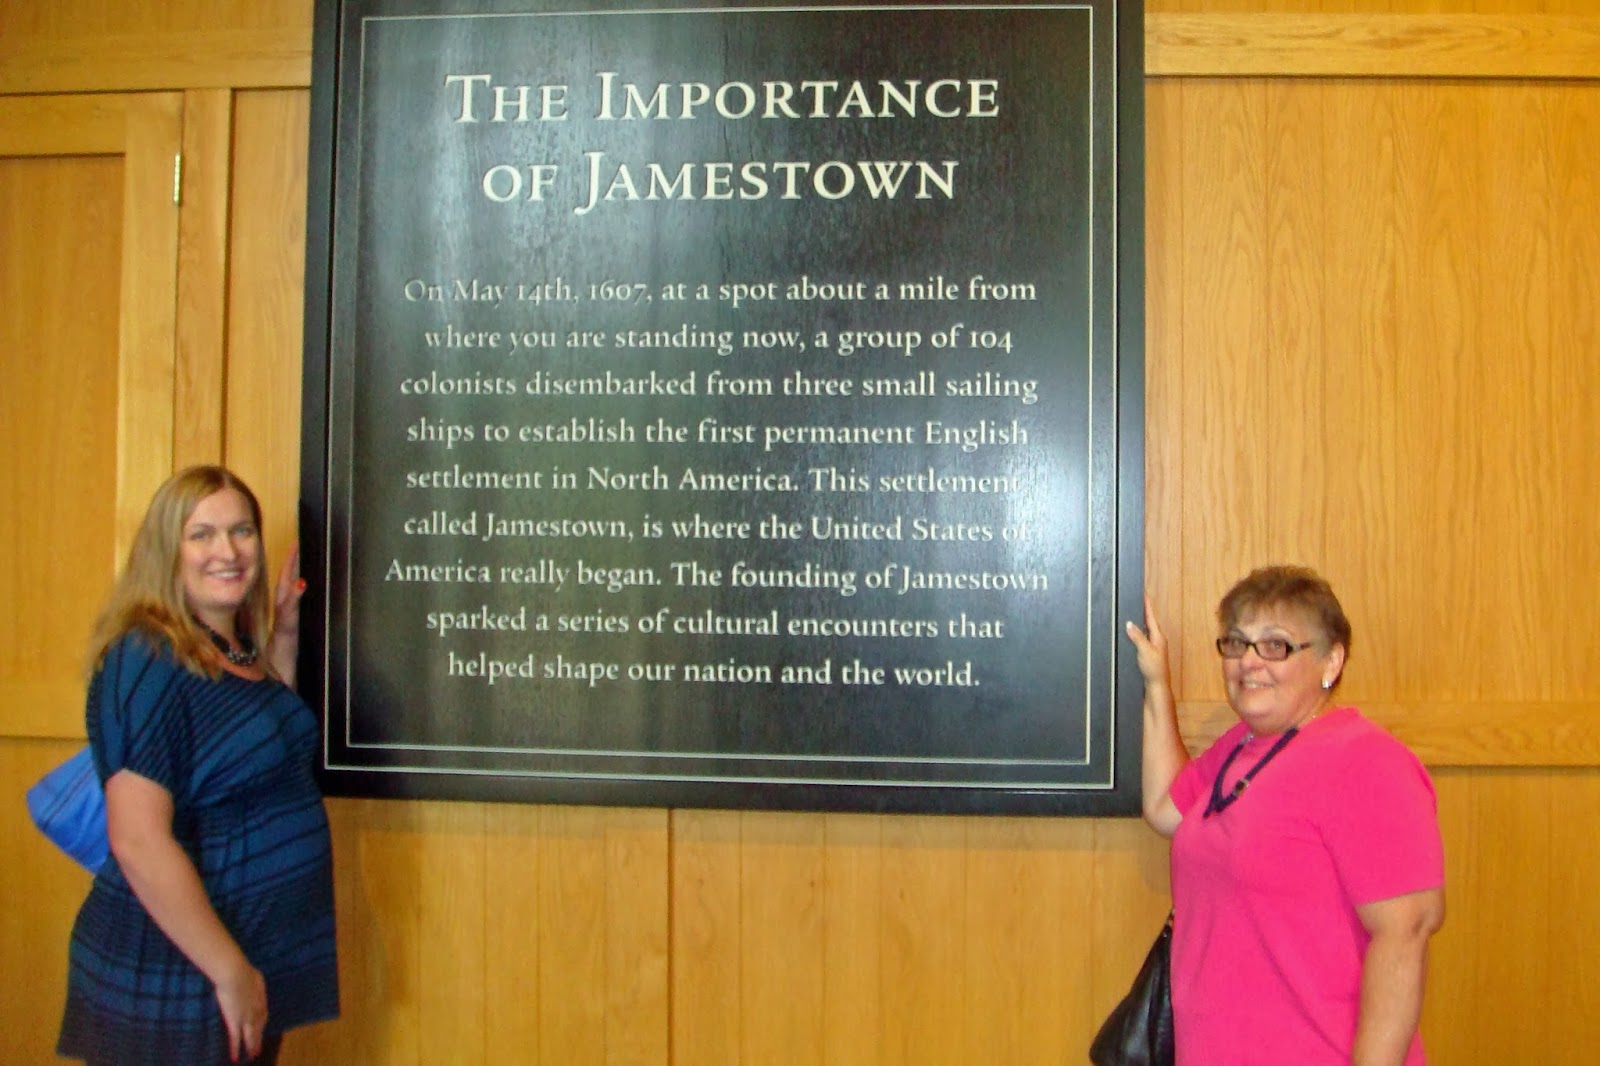 THE IMPORTANCE
OF JAMESTOWN
On May 14th, 1607, at a spot about a mile from
where you are standing now, a group of 104
colonists disembarked from three small sailing
ships to establish the first permanent English
settlement in North America. This settlement
called Jamestown, is where the United States of
America really began. The founding of Jamestown
sparked a series of cultural encounters that
helped shape our nation and the world.